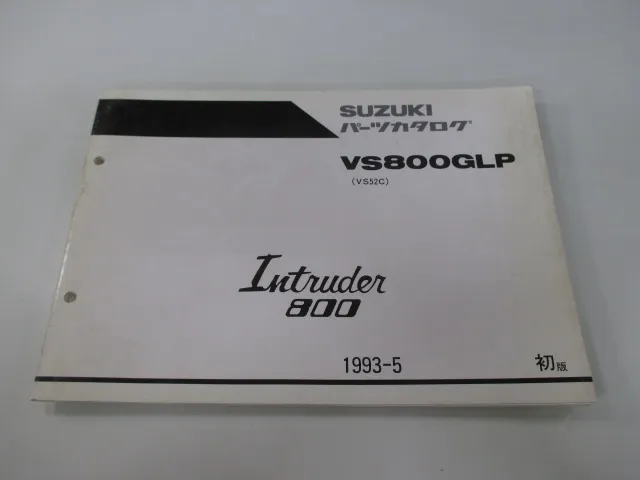 SUZUKI
パーツカタログ
VS800GLP
(VS52C)
Intruder
800
1993-5 初版